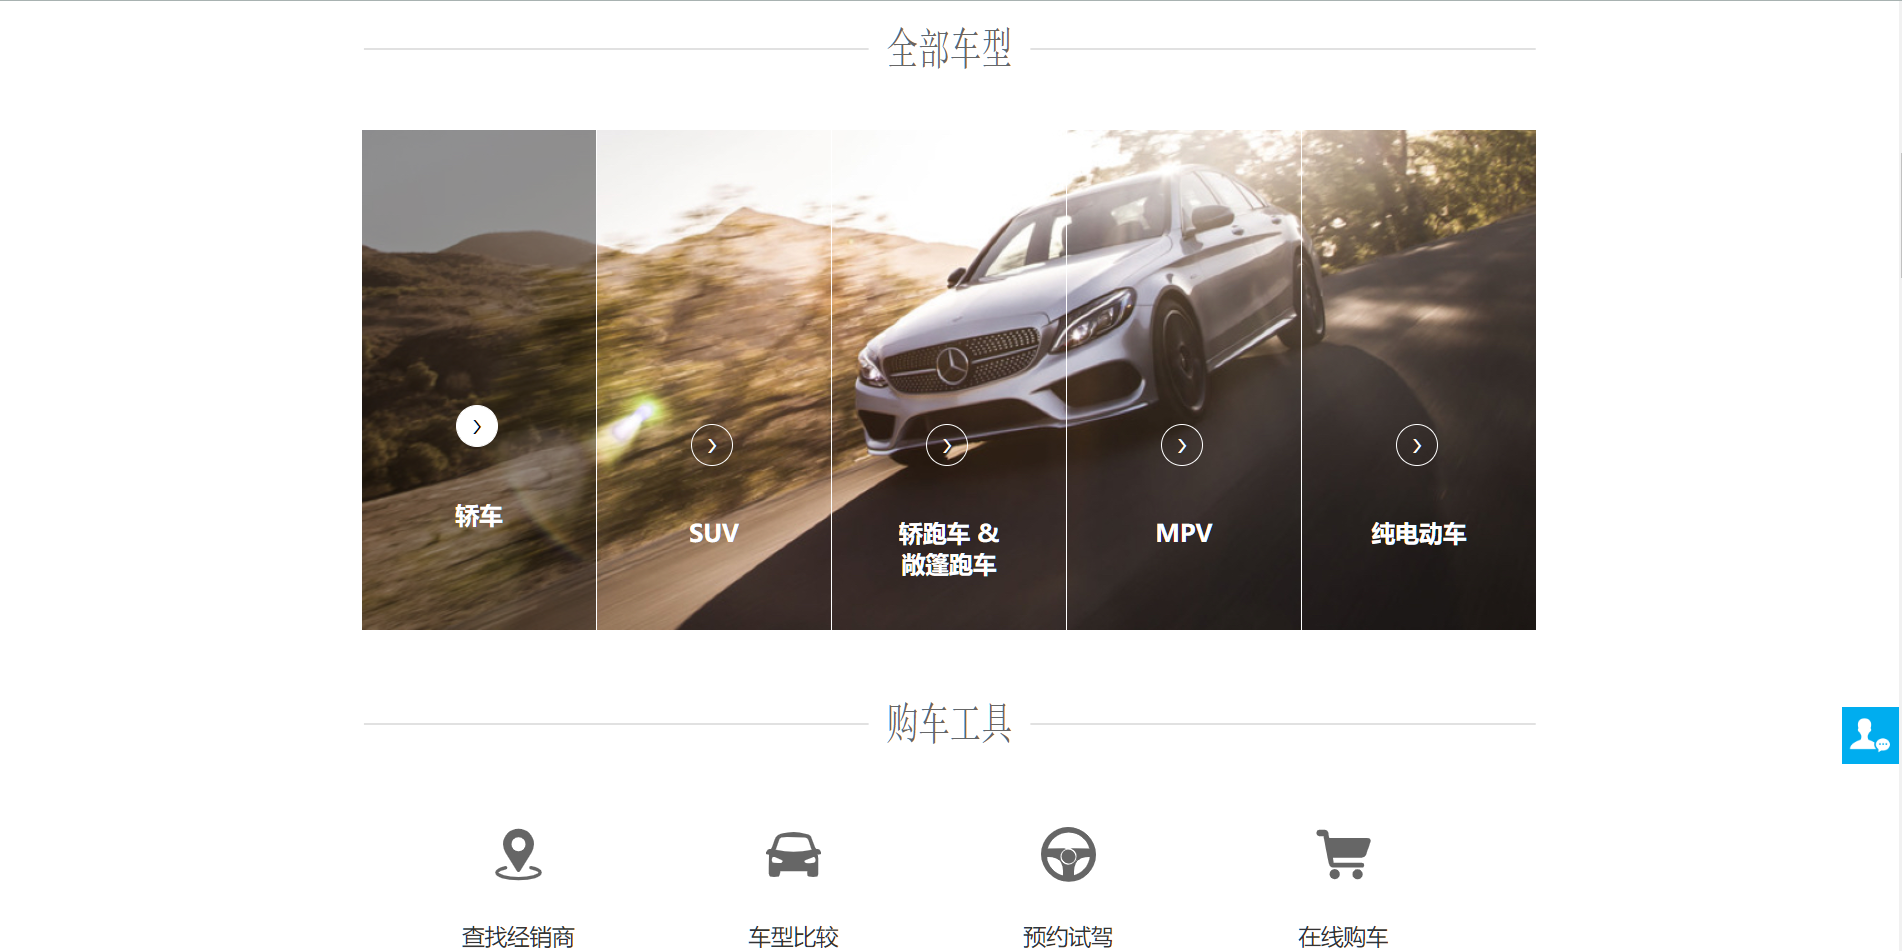 全部车型
轿车
SUV
轿跑车 &
敞篷跑车
MPV
纯电动车
购车工具
查找经销商
车型比较
预约试驾
在线购车